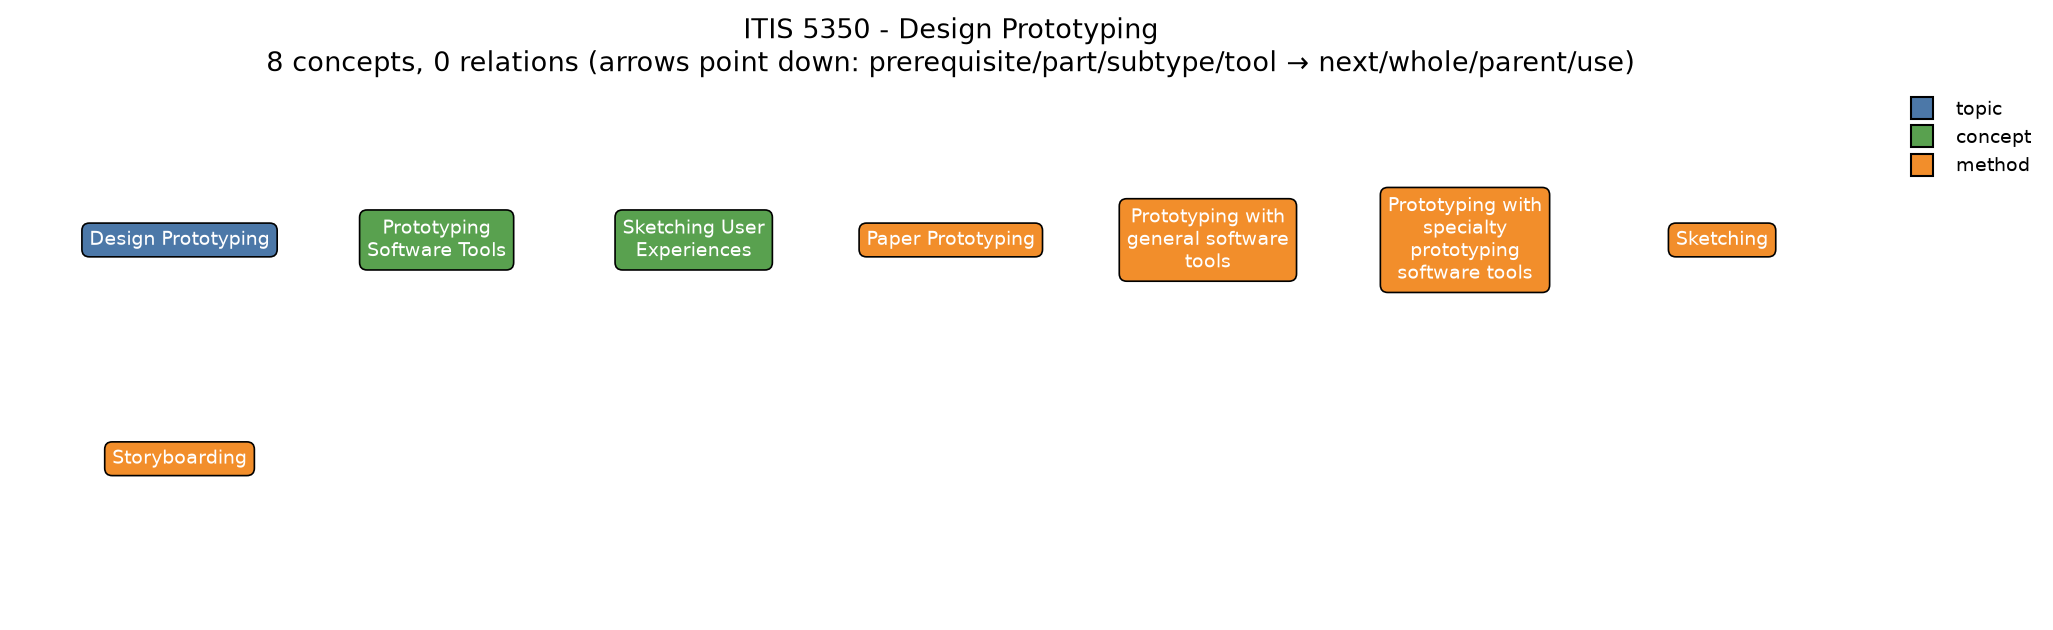 ITIS 5350 - Design Prototyping
8 concepts, 0 relations (arrows point down: prerequisite/part/subtype/tool → next/whole/parent/use)
topic
concept
method
Design Prototyping
Prototyping
Software Tools
Sketching User
Experiences
Paper Prototyping
Prototyping with
general software
tools
Prototyping with
specialty
prototyping
software tools
Sketching
Storyboarding